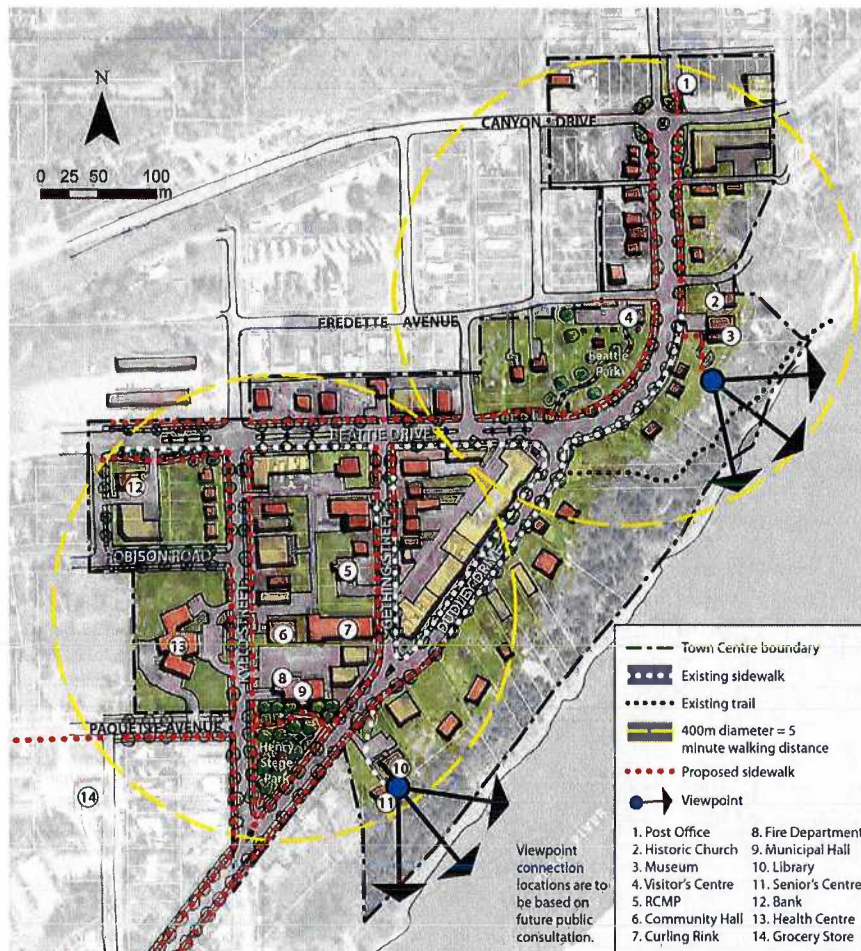 N
0 25 50 100
m
CANYON DRIVE
1
2
3
4
FREDETTE AVENUE
Beattie
Park
BEATTIE DRIVE
12
5
6
7
DUDLEY DRIVE
13
8
9
PAQUETTE AVENUE
Henry
Stege
Park
14
10
11
Viewpoint
connection
locations are to
be based on
future public
consultation.
Town Centre boundary
Existing sidewalk
Existing trail
400m diameter = 5
minute walking distance
Proposed sidewalk
Viewpoint
1. Post Office
2. Historic Church
3. Museum
4. Visitor's Centre
5. RCMP
6. Community Hall
7. Curling Rink
8. Fire Department
9. Municipal Hall
10. Library
11. Senior's Centre
12. Bank
13. Health Centre
14. Grocery Store